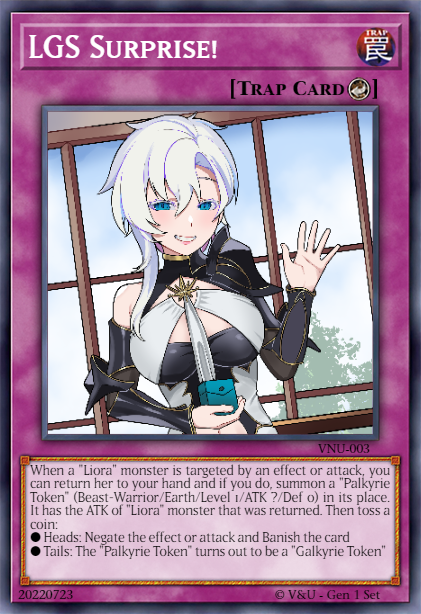 LGS Surprise!
TRAP
罠
[Trap Card]
VNU-003
When a "Liora" monster is targeted by an effect or attack, you
can return her to your hand and if you do, summon a "Palkyrie
Token" (Beast-Warrior/Earth/Level 1/ATK ?/Def 0) in its place.
It has the ATK of "Liora" monster that was returned. Then toss a
coin:
● Heads: Negate the effect or attack and Banish the card
● Tails: The "Palkyrie Token" turns out to be a "Galkyrie Token"
20220723 © V&U - Gen 1 Set